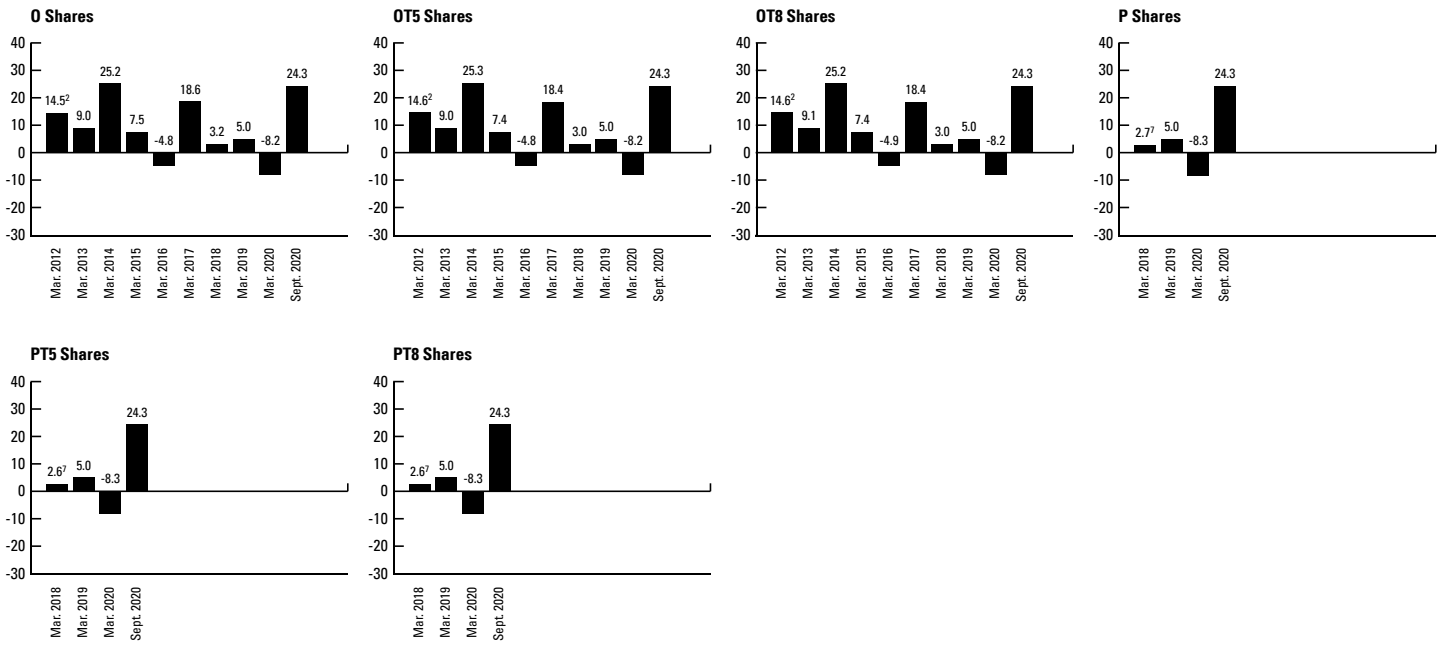 O Shares
40
30
20
10
0
-10
-20
-30
14.5²
9.0
25.2
7.5
-4.8
18.6
3.2
5.0
-8.2
24.3
Mar. 2012
Mar. 2013
Mar. 2014
Mar. 2015
Mar. 2016
Mar. 2017
Mar. 2018
Mar. 2019
Mar. 2020
Sept. 2020
OT5 Shares
40
30
20
10
0
-10
-20
-30
14.6²
9.0
25.3
7.4
-4.8
18.4
3.0
5.0
-8.2
24.3
Mar. 2012
Mar. 2013
Mar. 2014
Mar. 2015
Mar. 2016
Mar. 2017
Mar. 2018
Mar. 2019
Mar. 2020
Sept. 2020
OT8 Shares
40
30
20
10
0
-10
-20
-30
14.6²
9.1
25.2
7.4
-4.9
18.4
3.0
5.0
-8.2
24.3
Mar. 2012
Mar. 2013
Mar. 2014
Mar. 2015
Mar. 2016
Mar. 2017
Mar. 2018
Mar. 2019
Mar. 2020
Sept. 2020
P Shares
40
30
20
10
0
-10
-20
-30
2.7⁷
5.0
-8.3
24.3
Mar. 2018
Mar. 2019
Mar. 2020
Sept. 2020
PT5 Shares
40
30
20
10
0
-10
-20
-30
2.6⁷
5.0
-8.3
24.3
Mar. 2018
Mar. 2019
Mar. 2020
Sept. 2020
PT8 Shares
40
30
20
10
0
-10
-20
-30
2.6⁷
5.0
-8.3
24.3
Mar. 2018
Mar. 2019
Mar. 2020
Sept. 2020